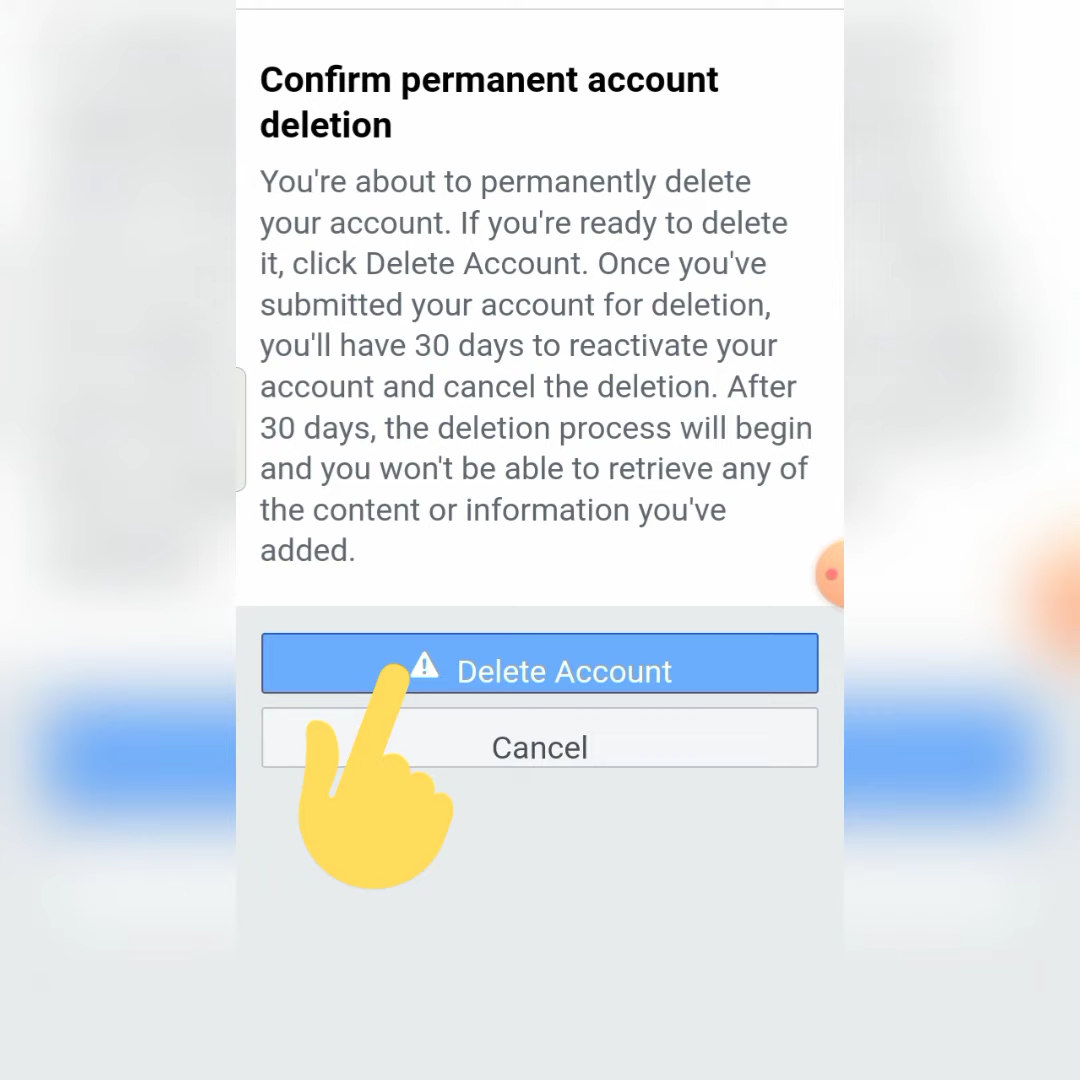 Confirm permanent account
deletion
You're about to permanently delete
your account. If you're ready to delete
it, click Delete Account. Once you've
submitted your account for deletion,
you'll have 30 days to reactivate your
account and cancel the deletion. After
30 days, the deletion process will begin
and you won't be able to retrieve any of
the content or information you've
added.
Delete Account
Cancel